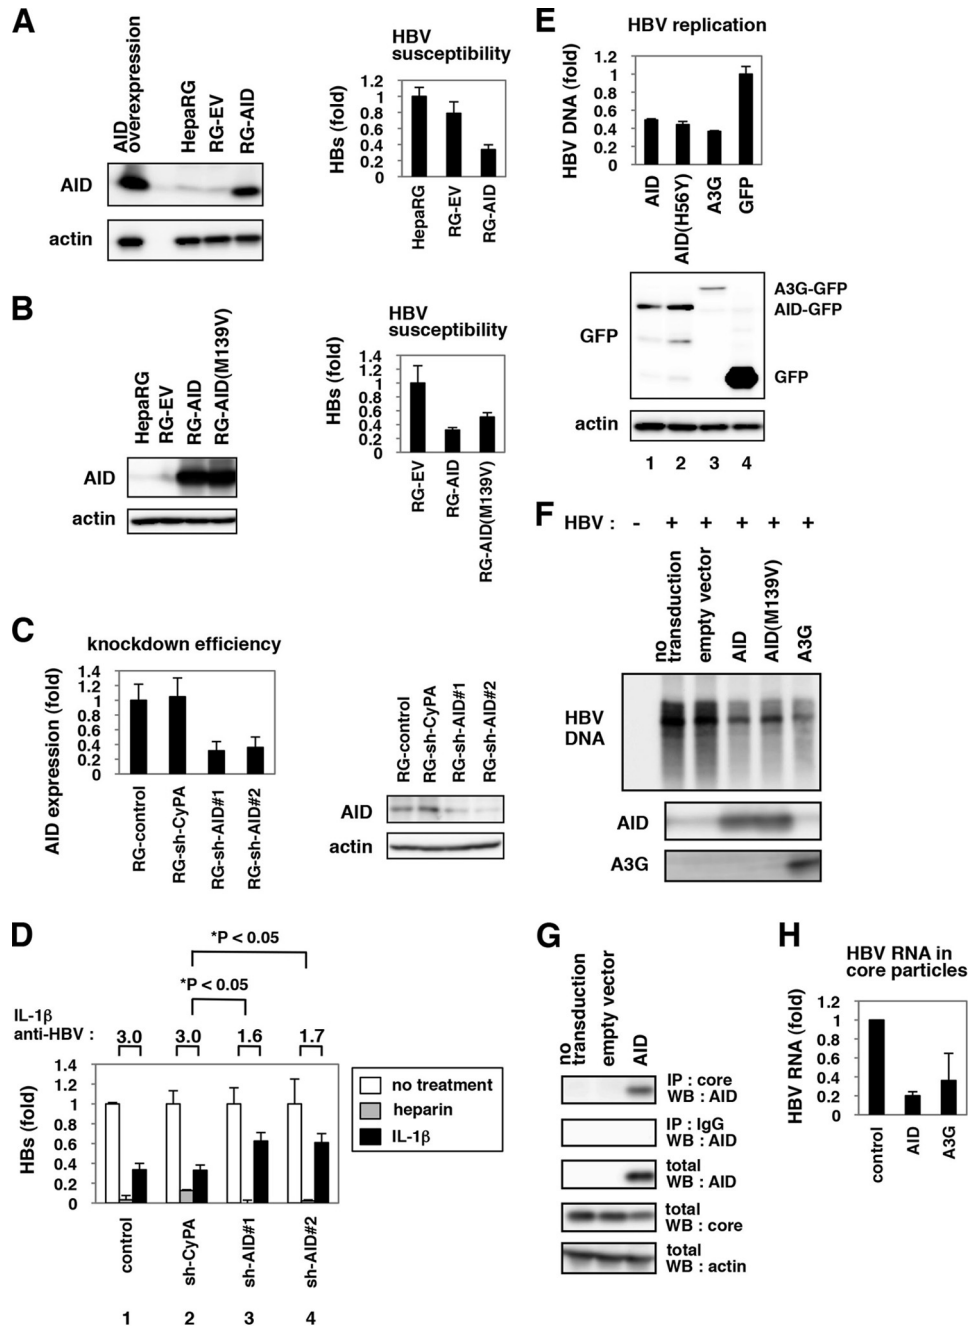 A
AID
overexpression
HepaRG
RG-EV
RG-AID
AID
actin
HBV
susceptibility
HBs (fold)
1.2
1
0.8
0.6
0.4
0.2
0
HepaRG
RG-EV
RG-AID
B
HepaRG
RG-EV
RG-AID
RG-AID(M139V)
AID
actin
HBV
susceptibility
HBs (fold)
1.4
1.2
1
0.8
0.6
0.4
0.2
0
RG-EV
RG-AID
RG-AID(M139V)
C
knockdown efficiency
AID expression (fold)
1.4
1.2
1
0.8
0.6
0.4
0.2
0
RG-control
RG-sh-CyPA
RG-sh-AID#1
RG-sh-AID#2
RG-control
RG-sh-CyPA
RG-sh-AID#1
RG-sh-AID#2
AID
actin
D
*P < 0.05
*P < 0.05
IL-1β
anti-HBV : 3.0 3.0 1.6 1.7
HBs (fold)
1.4
1.2
1
0.8
0.6
0.4
0.2
0
no treatment
heparin
IL-1β
control
sh-CyPA
sh-AID#1
sh-AID#2
1 2 3 4
E
HBV replication
HBV DNA (fold)
1.2
1
0.8
0.6
0.4
0.2
0
AID
AID(H56Y)
A3G
GFP
GFP
A3G-GFP
AID-GFP
GFP
actin
1 2 3 4
F
HBV : - + + + + +
no
transduction
empty vector
AID
AID(M139V)
A3G
HBV
DNA
AID
A3G
G
no
transduction
empty vector
AID
IP : core
WB : AID
IP : IgG
WB : AID
total
WB : AID
total
WB : core
total
WB : actin
H
HBV RNA in
core particles
HBV RNA (fold)
1.2
1
0.8
0.6
0.4
0.2
0
control
AID
A3G